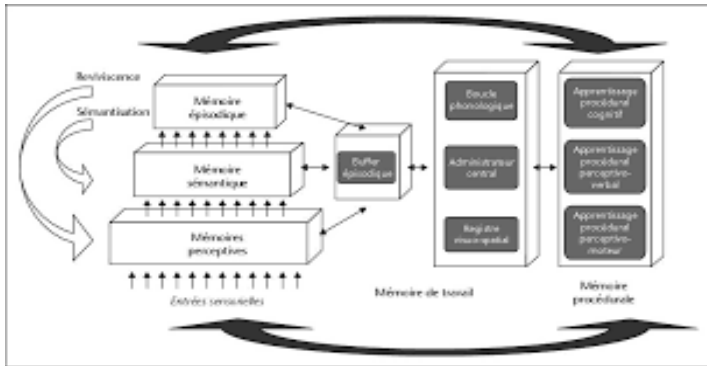 Reviviscence
Sémantisation
Mémoire
épisodique
Mémoire
sémantique
Mémoires
perceptives
Entrées sensorielles
Buffer
épisodique
Boucle
phonologique
Administrateur
central
Registre
visuo-spatial
Mémoire de travail
Apprentissage
procédural
cognitif
Apprentissage
procédural
perceptivo-
verbal
Apprentissage
procédural
perceptivo-
moteur
Mémoire
procédurale